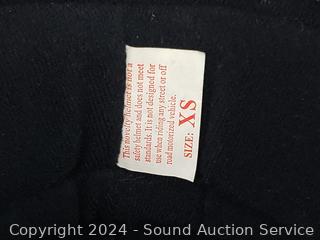 This novelty helmet is not a
safety helmet and does not meet
standards. It is not designed for
use when riding any street or off
road motorized vehicle.
SIZE: XS
Copyright 2024 - Sound Auction Service